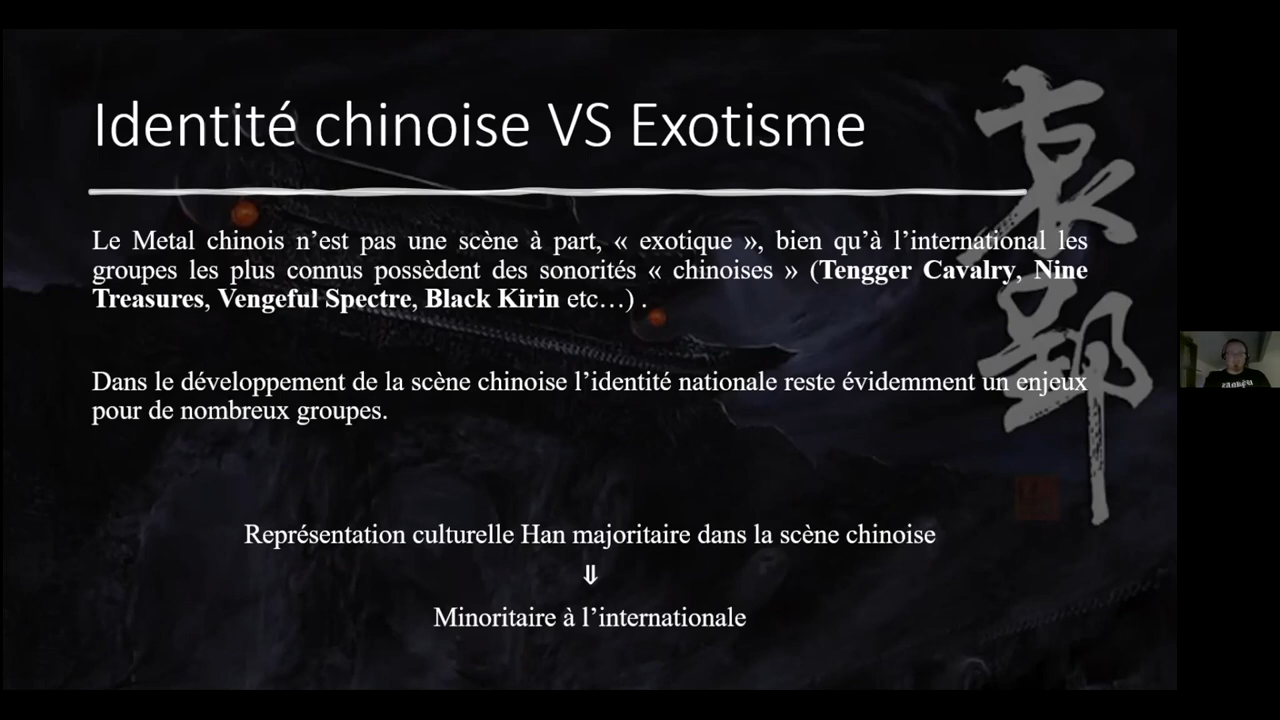 Identité chinoise VS Exotisme
Le Metal chinois n’est pas une scène à part, « exotique », bien qu’à l’international les
groupes les plus connus possèdent des sonorités « chinoises » (Tengger Cavalry, Nine
Treasures, Vengeful Spectre, Black Kirin etc…) .
Dans le développement de la scène chinoise l’identité nationale reste évidemment un enjeux
pour de nombreux groupes.
Représentation culturelle Han majoritaire dans la scène chinoise
⇓
Minoritaire à l’internationale
哀郢